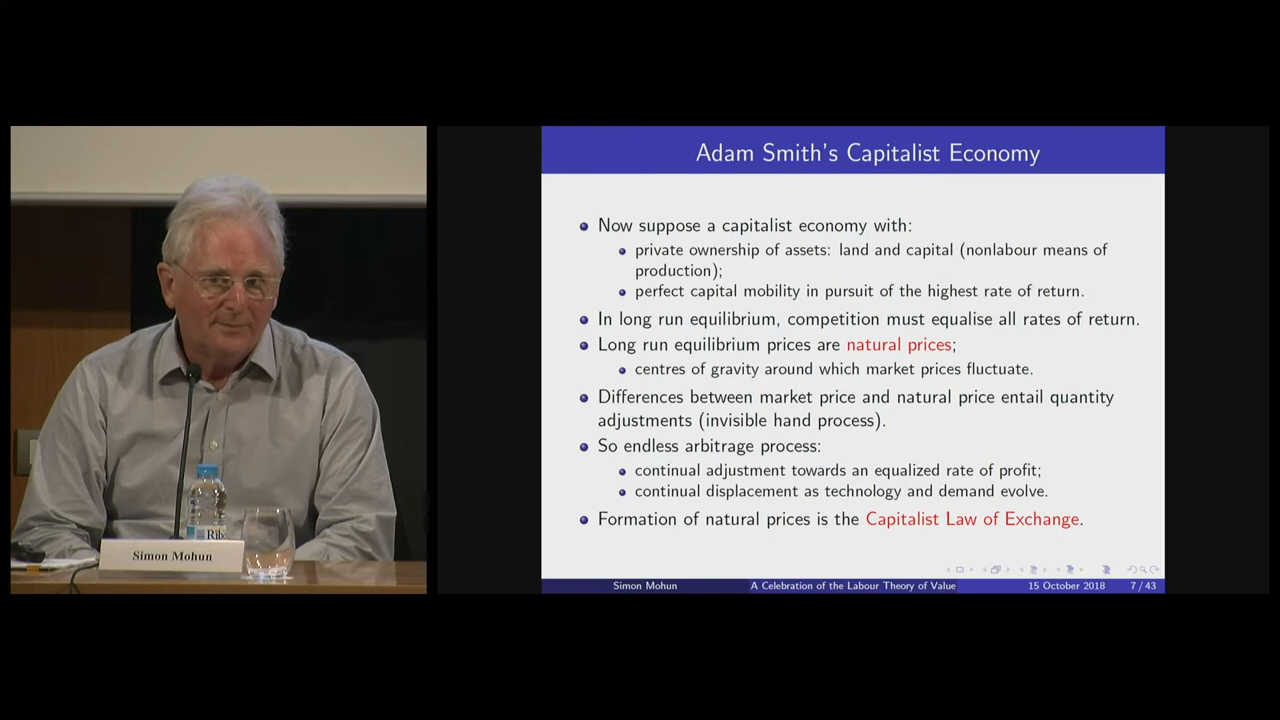 Adam Smith's Capitalist Economy
Now suppose a capitalist economy with:
private ownership of assets: land and capital (nonlabour means of
production);
perfect capital mobility in pursuit of the highest rate of return.
In long run equilibrium, competition must equalise all rates of return.
Long run equilibrium prices are natural prices;
centres of gravity around which market prices fluctuate.
Differences between market price and natural price entail quantity
adjustments (invisible hand process).
So endless arbitrage process:
continual adjustment towards an equalized rate of profit;
continual displacement as technology and demand evolve.
Formation of natural prices is the Capitalist Law of Exchange.
Simon Mohun A Celebration of the Labour Theory of Value 15 October 2018 7 / 43
Simon Mohun